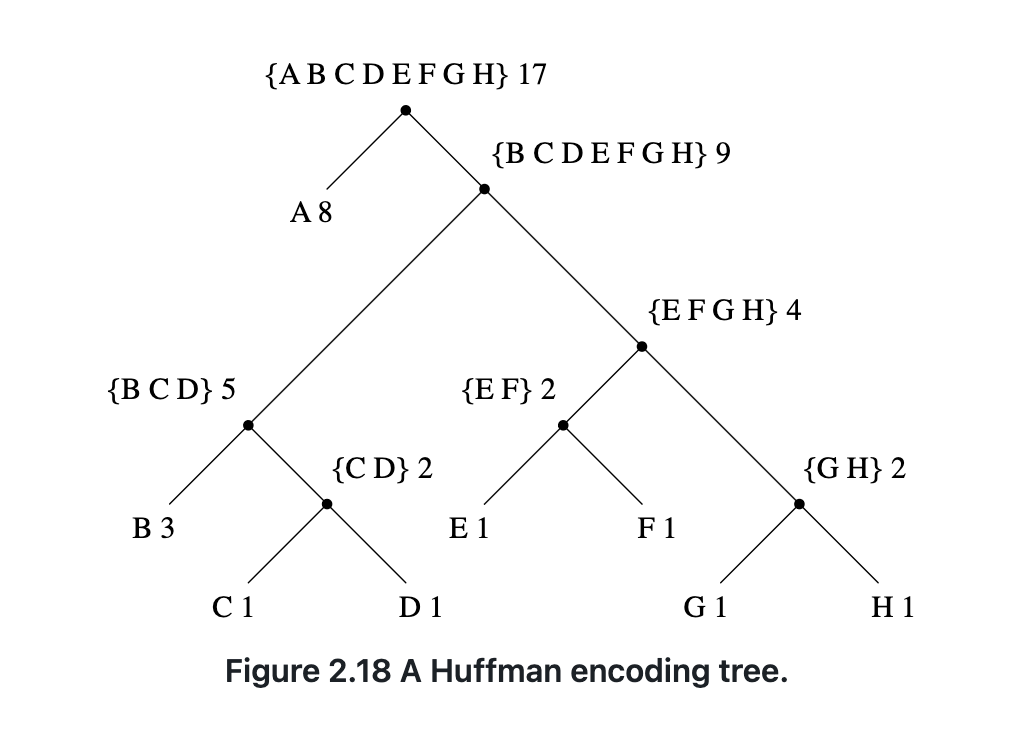 {A B C D E F G H} 17
{B C D E F G H} 9
A 8
{E F G H} 4
{B C D} 5
{E F} 2
{C D} 2
{G H} 2
B 3
E 1
F 1
C 1
D 1
G 1
H 1
Figure 2.18 A Huffman encoding tree.